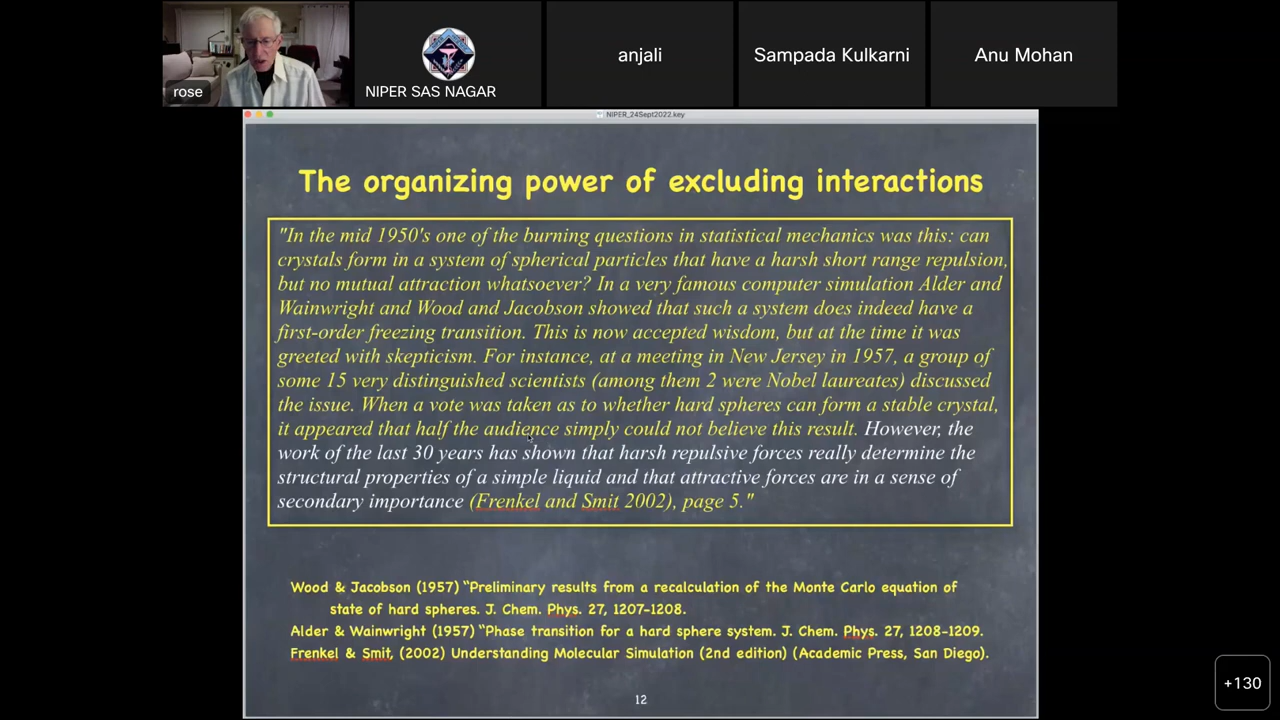 rose
NIPER SAS NAGAR
anjali
Sampada Kulkarni
Anu Mohan
NIPER_24Sept2022.key
The organizing power of excluding interactions
"In the mid 1950's one of the burning questions in statistical mechanics was this: can
crystals form in a system of spherical particles that have a harsh short range repulsion,
but no mutual attraction whatsoever? In a very famous computer simulation Alder and
Wainwright and Wood and Jacobson showed that such a system does indeed have a
first-order freezing transition. This is now accepted wisdom, but at the time it was
greeted with skepticism. For instance, at a meeting in New Jersey in 1957, a group of
some 15 very distinguished scientists (among them 2 were Nobel laureates) discussed
the issue. When a vote was taken as to whether hard spheres can form a stable crystal,
it appeared that half the audience simply could not believe this result. However, the
work of the last 30 years has shown that harsh repulsive forces really determine the
structural properties of a simple liquid and that attractive forces are in a sense of
secondary importance (Frenkel and Smit 2002), page 5."
Wood & Jacobson (1957) “Preliminary results from a recalculation of the Monte Carlo equation of
state of hard spheres. J. Chem. Phys. 27, 1207-1208.
Alder & Wainwright (1957) “Phase transition for a hard sphere system. J. Chem. Phys. 27, 1208-1209.
Frenkel & Smit, (2002) Understanding Molecular Simulation (2nd edition) (Academic Press, San Diego).
12
+130